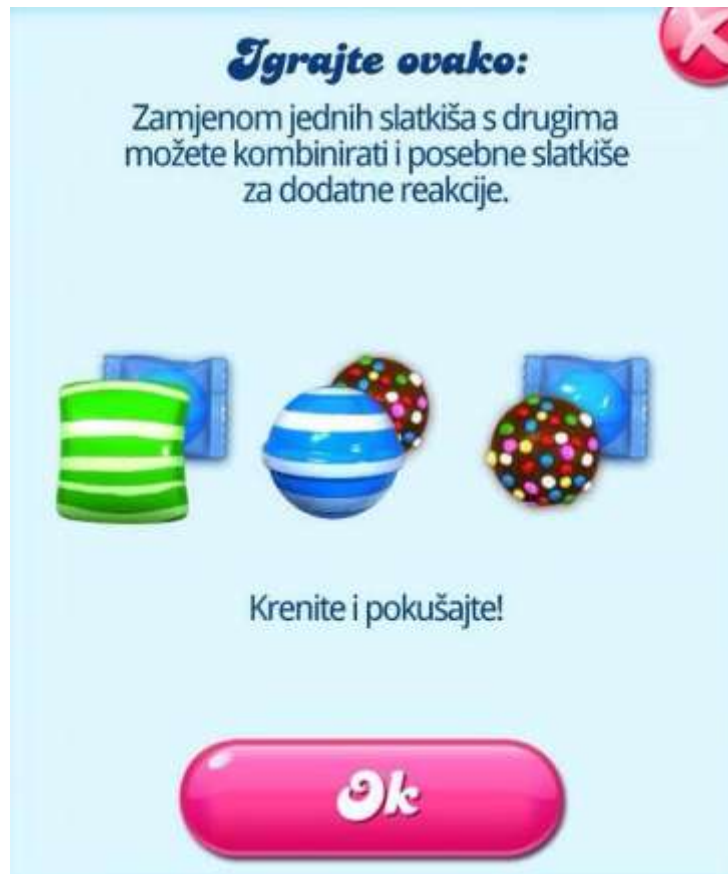 Igrajte ovako:
Zamjenom jednih slatkiša s drugima
možete kombinirati i posebne slatkiše
za dodatne reakcije.
Krenite i pokušajte!
Ok